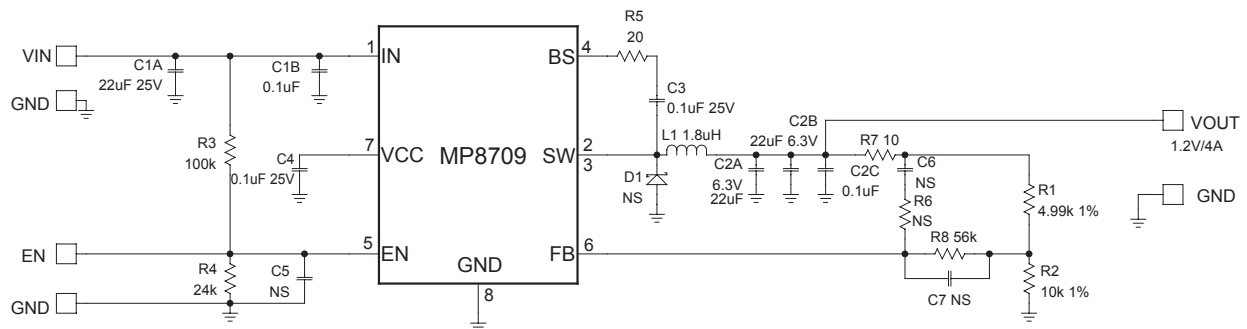 VIN
GND
C1A
22uF 25V
C1B
0.1uF
1
IN
R3
100k
C4
0.1uF 25V
7
VCC
MP8709
EN
GND
R4
24k
C5
NS
5
EN
GND
8
BS
4
R5
20
C3
0.1uF 25V
SW
2
3
L1 1.8uH
D1
NS
C2A
6.3V
22uF
C2B
22uF 6.3V
C2C
0.1uF
R7 10
C6
NS
R6
NS
FB
6
R8 56k
C7 NS
R1
4.99k 1%
R2
10k 1%
VOUT
1.2V/4A
GND